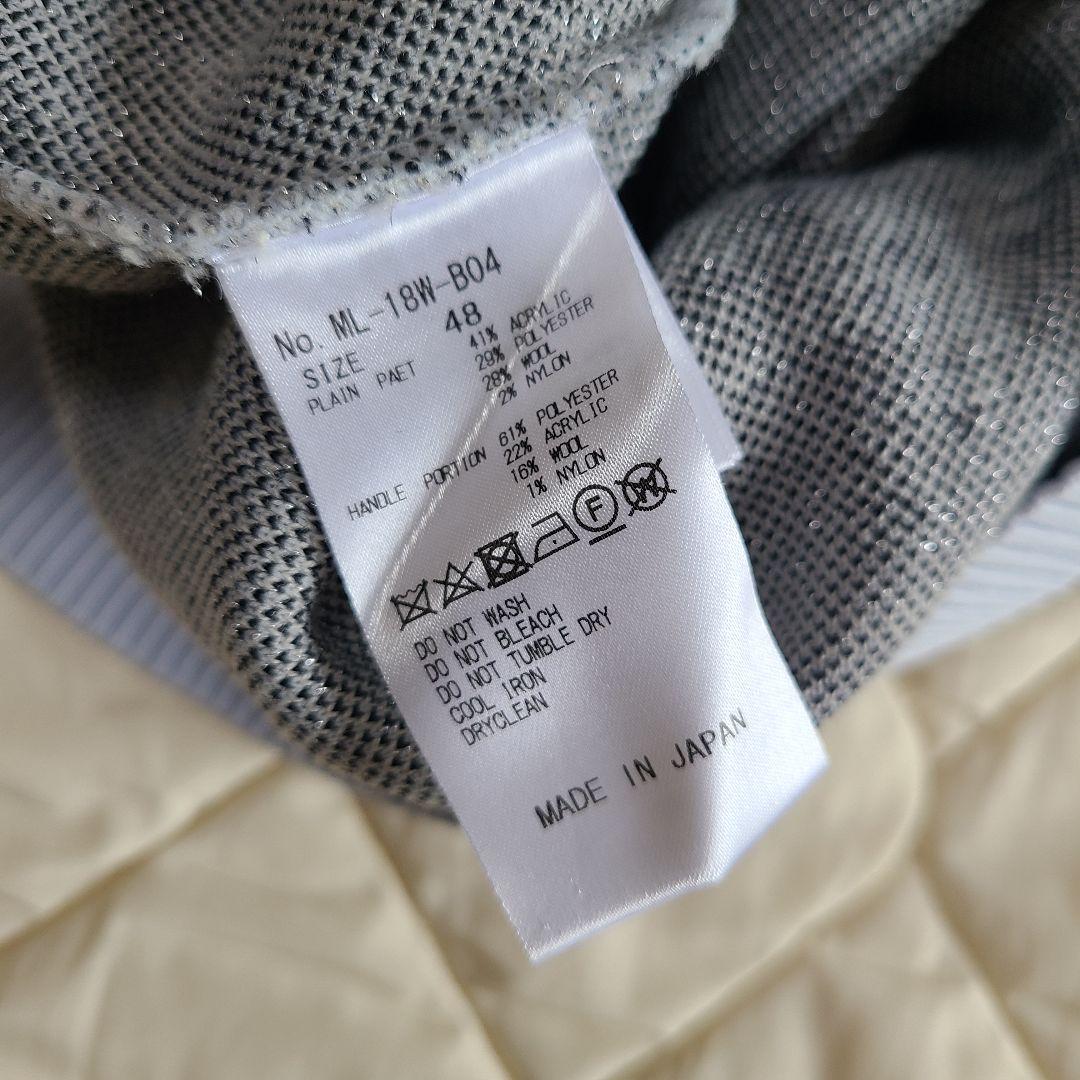 No. ML-18W-B04
SIZE 48
PLAIN PAET 41% ACRYLIC
29% POLYESTER
28% WOOL
2% NYLON
HANDLE PORTION 61% POLYESTER
22% ACRYLIC
16% WOOL
1% NYLON
F W
DO NOT WASH
DO NOT BLEACH
DO NOT TUMBLE DRY
COOL IRON
DRYCLEAN
MADE IN JAPAN